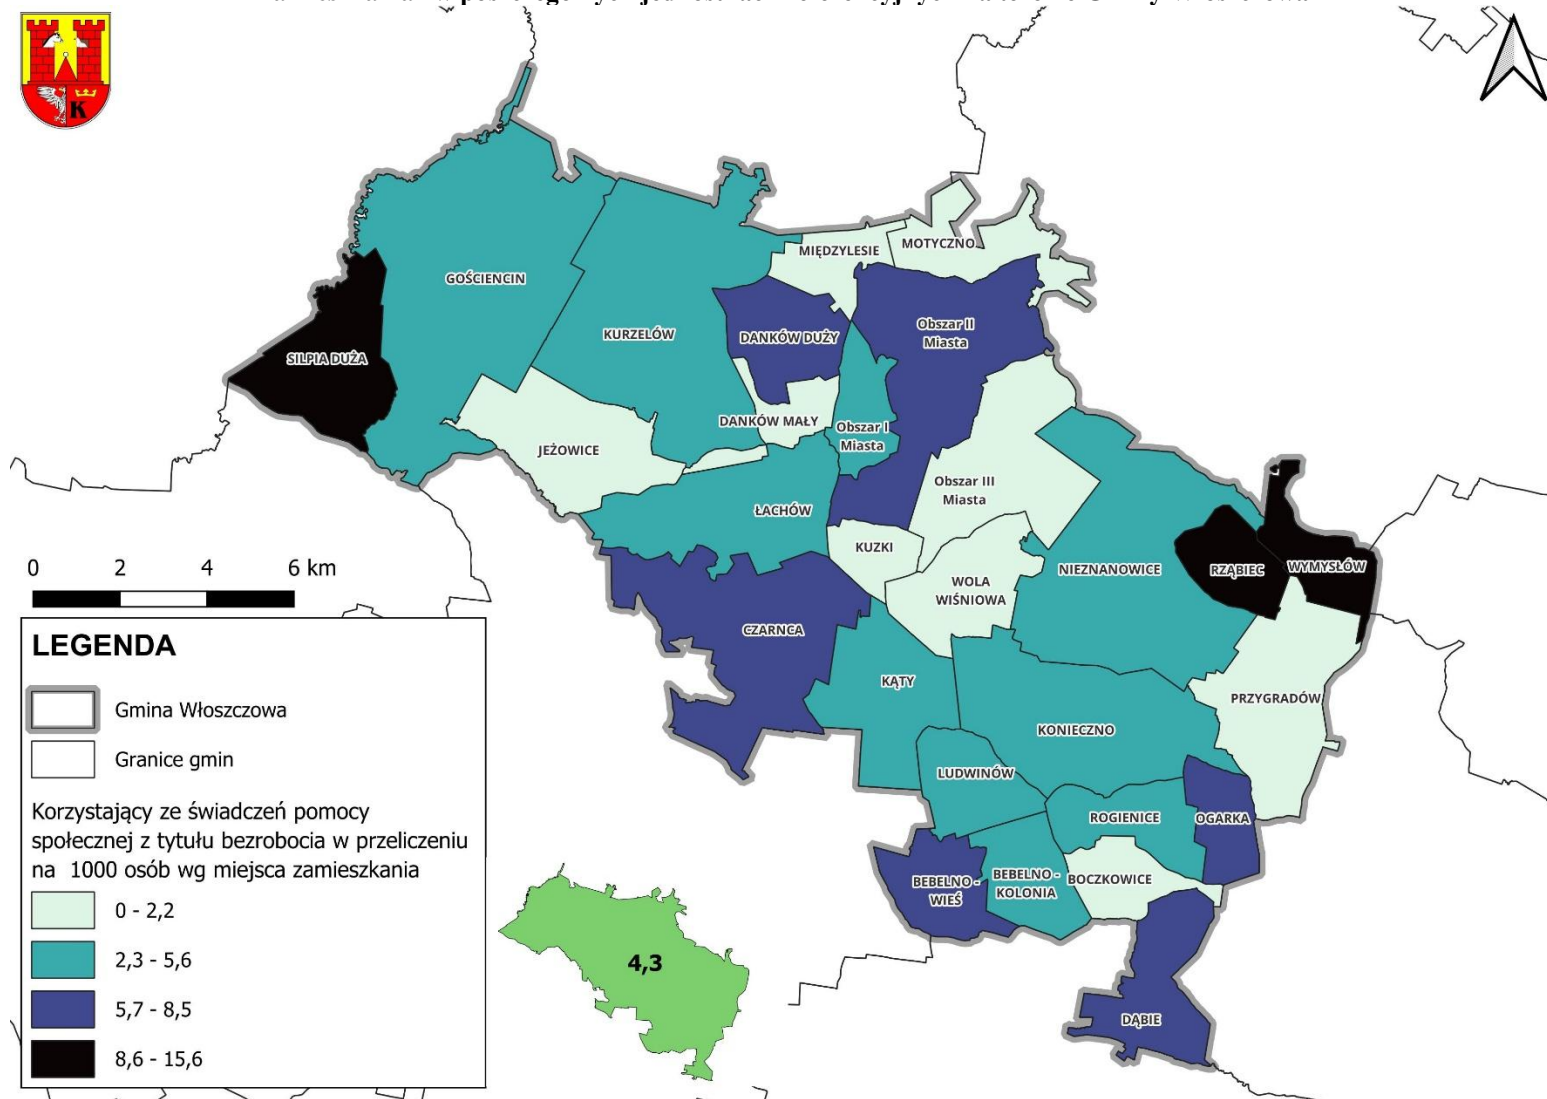 K
MIĘDZYLESIE
MOTYCZNO
GOŚCIENCIN
KURZELÓW
DANKÓW DUŻY
Obszar II
Miasta
SILPIA DUŻA
DANKÓW MAŁY
Obszar I
Miasta
JEŻOWICE
Obszar III
Miasta
ŁACHÓW
KUZKI
WOLA
WIŚNIOWA
NIEZNANOWICE
RZĄBIEC
WYMYSŁÓW
CZARNCA
KĄTY
PRZYGRADÓW
KONIECZNO
LUDWINÓW
ROGIENICE
OGARKA
BEBELNO -
WIEŚ
BEBELNO -
KOLONIA
BOCZKOWICE
DĄBIE
0 2 4 6 km
LEGENDA
Gmina Włoszczowa
Granice gmin
Korzystający ze świadczeń pomocy
społecznej z tytułu bezrobocia w przeliczeniu
na 1000 osób wg miejsca zamieszkania
0 - 2,2
2,3 - 5,6
5,7 - 8,5
8,6 - 15,6
4,3